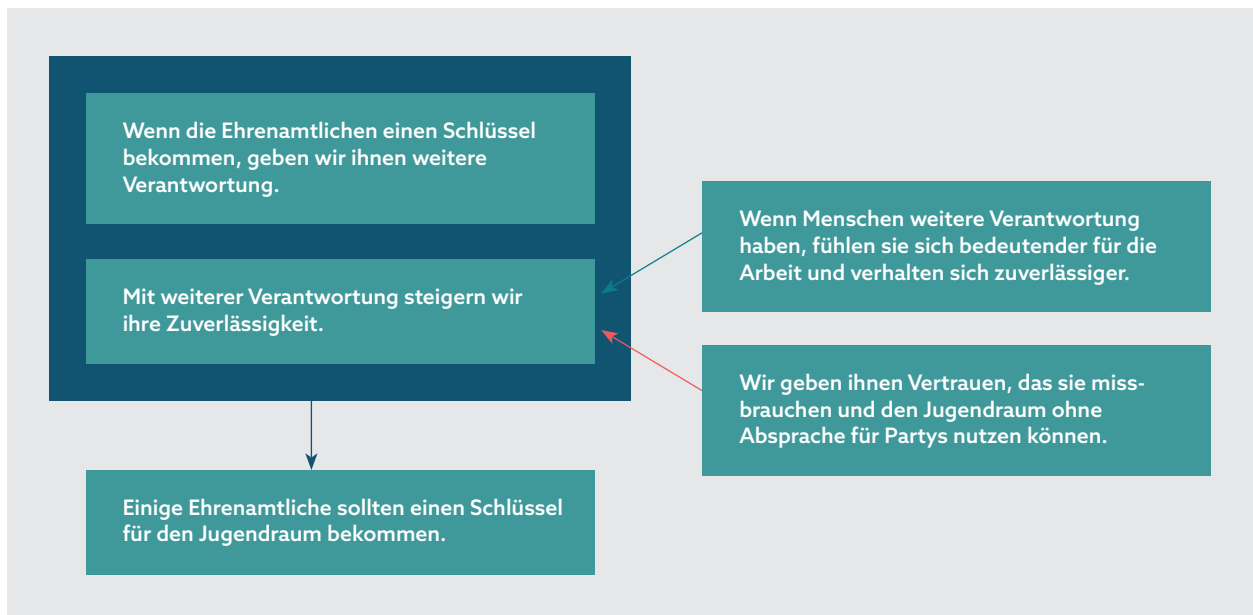 Wenn die Ehrenamtlichen einen Schlüssel
bekommen, geben wir ihnen weitere
Verantwortung.
Mit weiterer Verantwortung steigern wir
ihre Zuverlässigkeit.
Wenn Menschen weitere Verantwortung
haben, fühlen sie sich bedeutender für die
Arbeit und verhalten sich zuverlässiger.
Wir geben ihnen Vertrauen, das sie miss-
brauchen und den Jugendraum ohne
Absprache für Partys nutzen können.
Einige Ehrenamtliche sollten einen Schlüssel
für den Jugendraum bekommen.